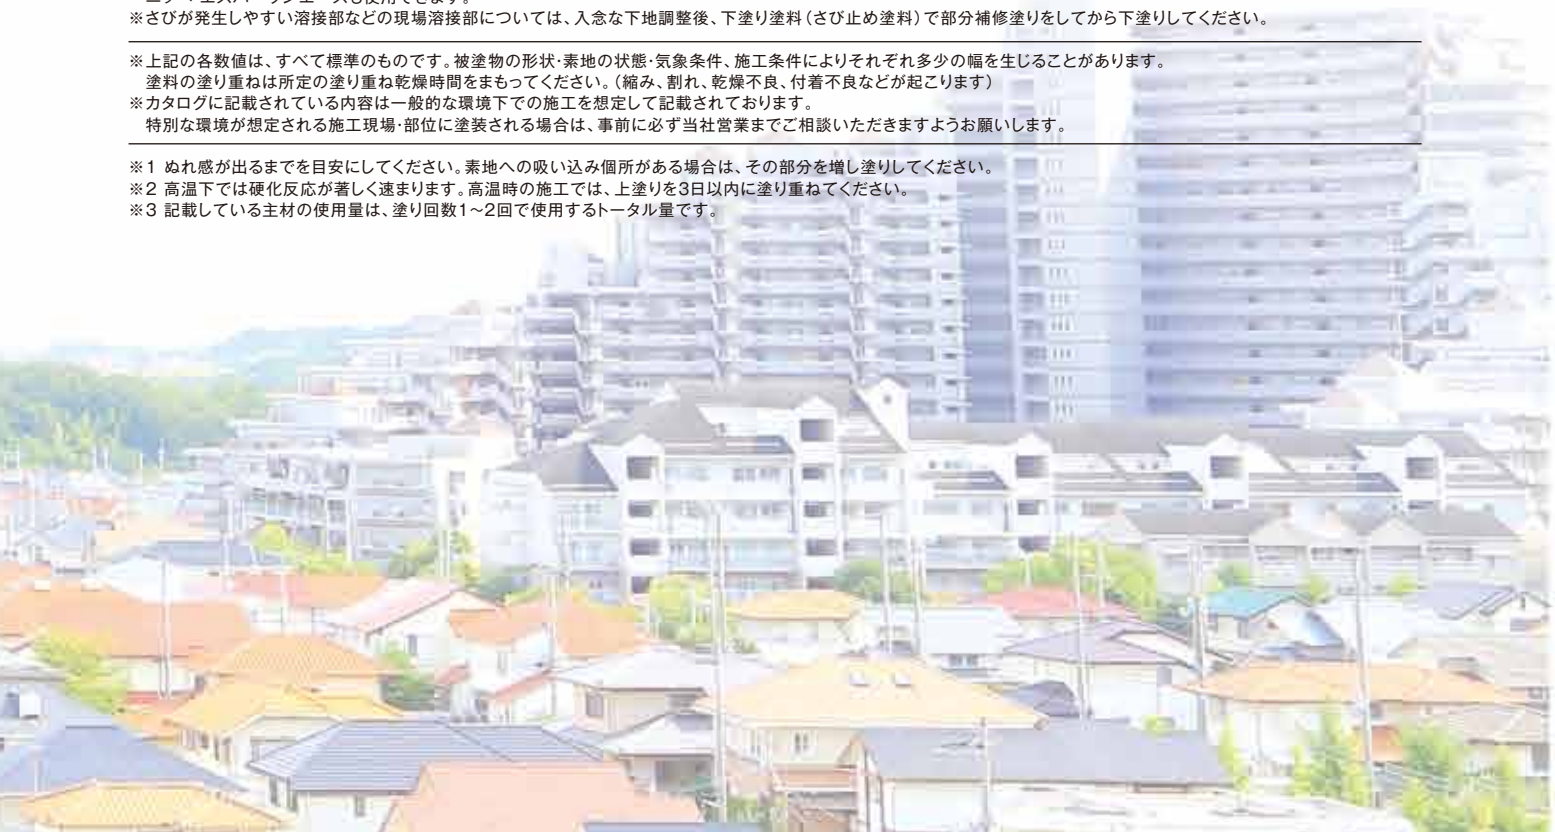 も使用できます。
※さびが発生しやすい溶接部などの現場溶接部については、入念な下地調整後、下塗り塗料(さび止め塗料)で部分補修塗りをしてから下塗りしてください。
※上記の各数値は、すべて標準のものです。被塗物の形状・素地の状態・気象条件、施工条件によりそれぞれ多少の幅を生じることがあります。
塗料の塗り重ねは所定の塗り重ね乾燥時間をまもってください。(縮み、割れ、乾燥不良、付着不良などが起こります)
※カタログに記載されている内容は一般的な環境下での施工を想定して記載されております。
特別な環境が想定される施工現場・部位に塗装される場合は、事前に必ず当社営業までご相談いただきますようお願いします。
※1 ぬれ感が出るまでを目安にしてください。素地への吸い込み個所がある場合は、その部分を増し塗りしてください。
※2 高温下では硬化反応が著しく速まります。高温時の施工では、上塗りを3日以内に塗り重ねてください。
※3 記載している主材の使用量は、塗り回数1〜2回で使用するトータル量です。